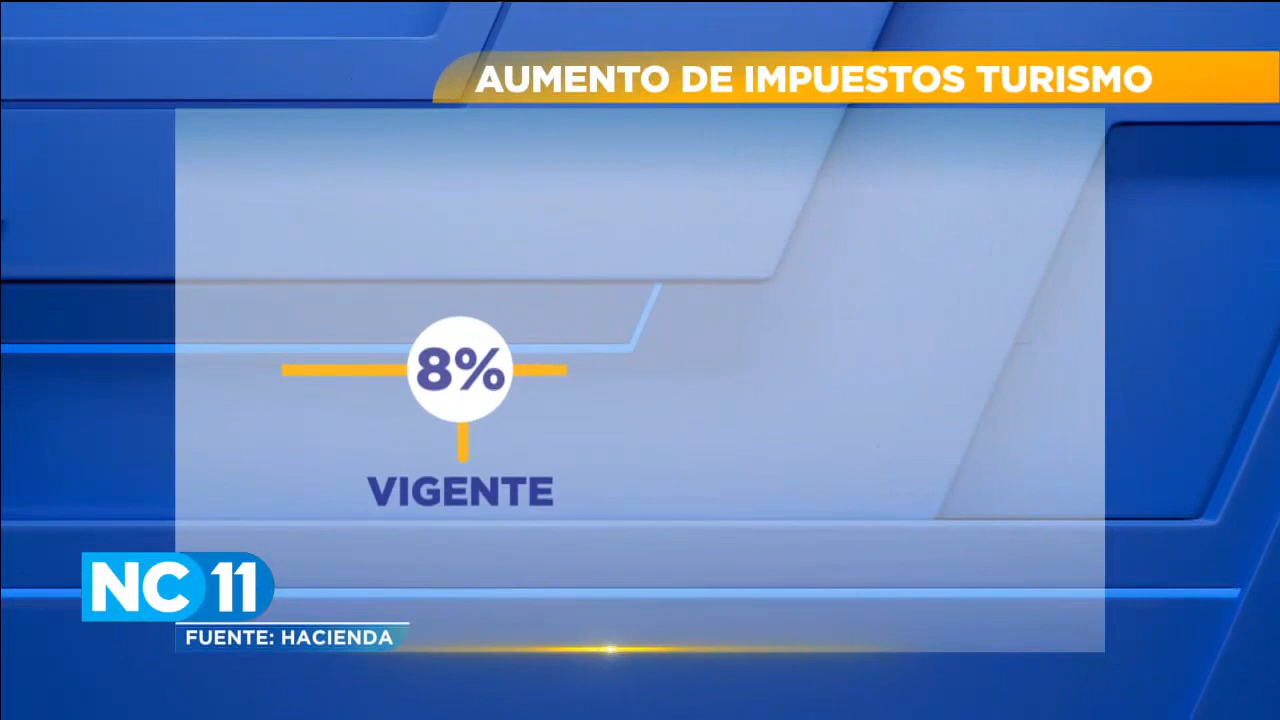 AUMENTO DE IMPUESTOS TURISMO
8%
VIGENTE
NC 11
FUENTE: HACIENDA